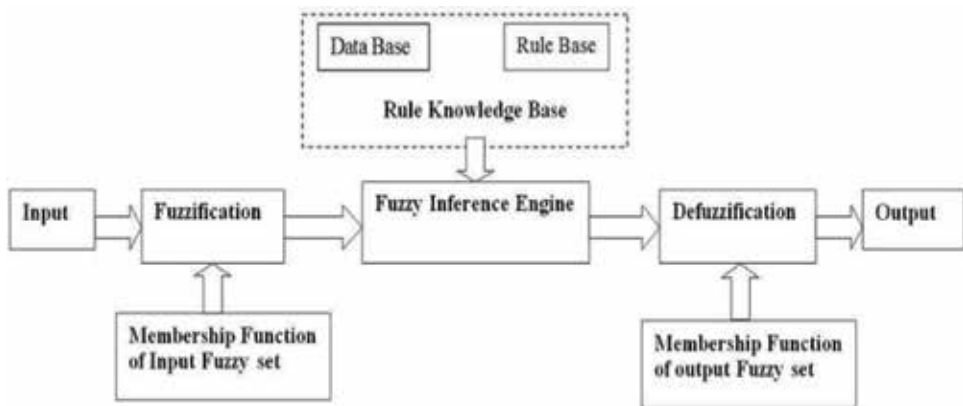 Data Base
Rule Base
Rule Knowledge Base
Input
Fuzzification
Fuzzy Inference Engine
Defuzzification
Output
Membership Function
of Input Fuzzy set
Membership Function
of output Fuzzy set